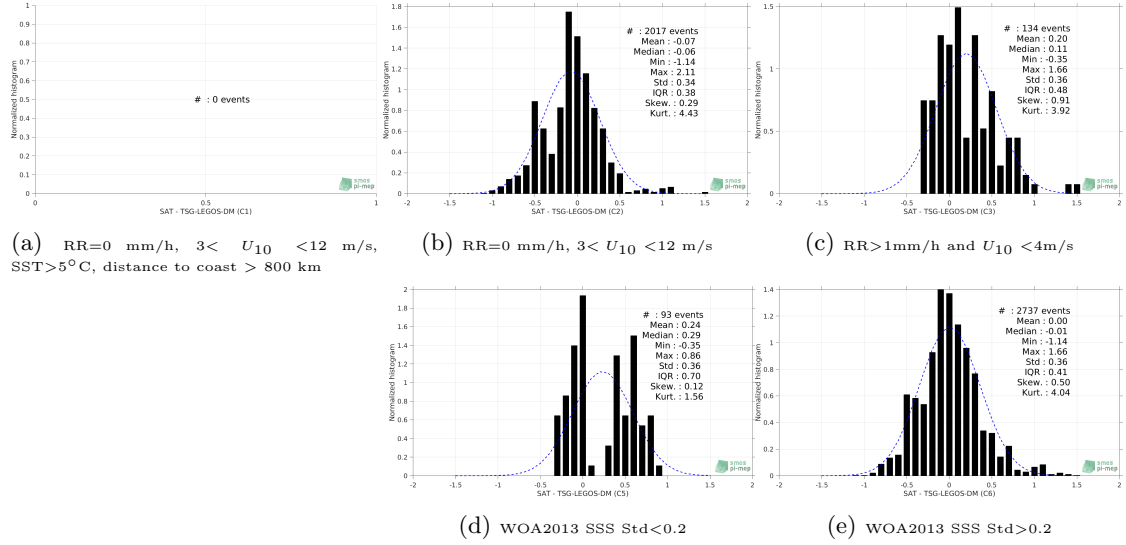 1
0.9
0.8
0.7
0.6
0.5
0.4
0.3
0.2
0.1
0
Normalized histogram
# : 0 events
smos
pi-mep
0 0.5 1
SAT - TSG-LEGOS-DM (C1)
(a) RR=0 mm/h, 3< U10 <12 m/s,
SST>5°C, distance to coast > 800 km
1.8
1.6
1.4
1.2
1
0.8
0.6
0.4
0.2
0
Normalized histogram
# : 2017 events
Mean : -0.07
Median : -0.06
Min : -1.14
Max : 2.11
Std : 0.34
IQR : 0.38
Skew. : 0.29
Kurt. : 4.43
smos
pi-mep
-2 -1.5 -1 -0.5 0 0.5 1 1.5 2
SAT - TSG-LEGOS-DM (C2)
(b) RR=0 mm/h, 3< U10 <12 m/s
1.5
1
0.5
0
Normalized histogram
# : 134 events
Mean : 0.20
Median : 0.11
Min : -0.35
Max : 1.66
Std : 0.36
IQR : 0.48
Skew. : 0.91
Kurt. : 3.92
smos
pi-mep
-2 -1.5 -1 -0.5 0 0.5 1 1.5 2
SAT - TSG-LEGOS-DM (C3)
(c) RR>1mm/h and U10 <4m/s
2
1.8
1.6
1.4
1.2
1
0.8
0.6
0.4
0.2
0
Normalized histogram
# : 93 events
Mean : 0.24
Median : 0.29
Min : -0.35
Max : 0.86
Std : 0.36
IQR : 0.70
Skew. : 0.12
Kurt. : 1.56
smos
pi-mep
-2 -1.5 -1 -0.5 0 0.5 1 1.5 2
SAT - TSG-LEGOS-DM (C5)
(d) WOA2013 SSS Std<0.2
1.4
1.2
1
0.8
0.6
0.4
0.2
0
Normalized histogram
# : 2737 events
Mean : 0.00
Median : -0.01
Min : -1.14
Max : 1.66
Std : 0.36
IQR : 0.41
Skew. : 0.50
Kurt. : 4.04
smos
pi-mep
-2 -1.5 -1 -0.5 0 0.5 1 1.5 2
SAT - TSG-LEGOS-DM (C6)
(e) WOA2013 SSS Std>0.2